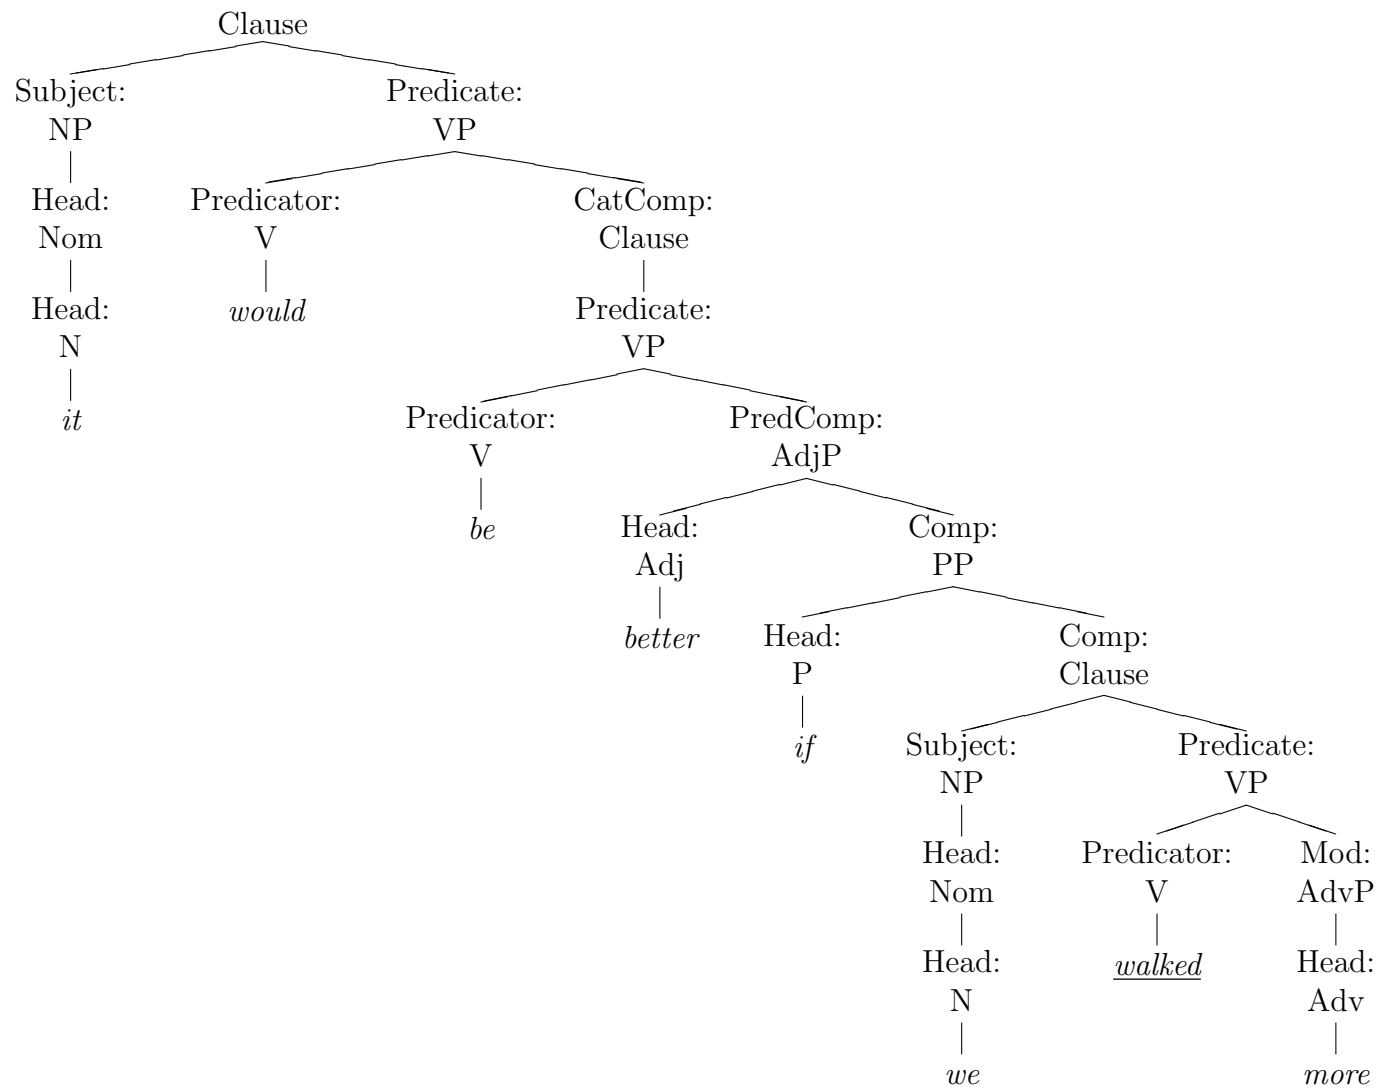 Clause
Subject: Predicate:
NP VP
Head: Predicator: CatComp:
Nom V Clause
Head: would Predicate:
N VP
it Predicator: PredComp:
V AdjP
be Head: Comp:
Adj PP
better Head: Comp:
P Clause
if Subject: Predicate:
NP VP
Head: Predicator: Mod:
Nom V AdvP
Head: walked Head:
N Adv
we more